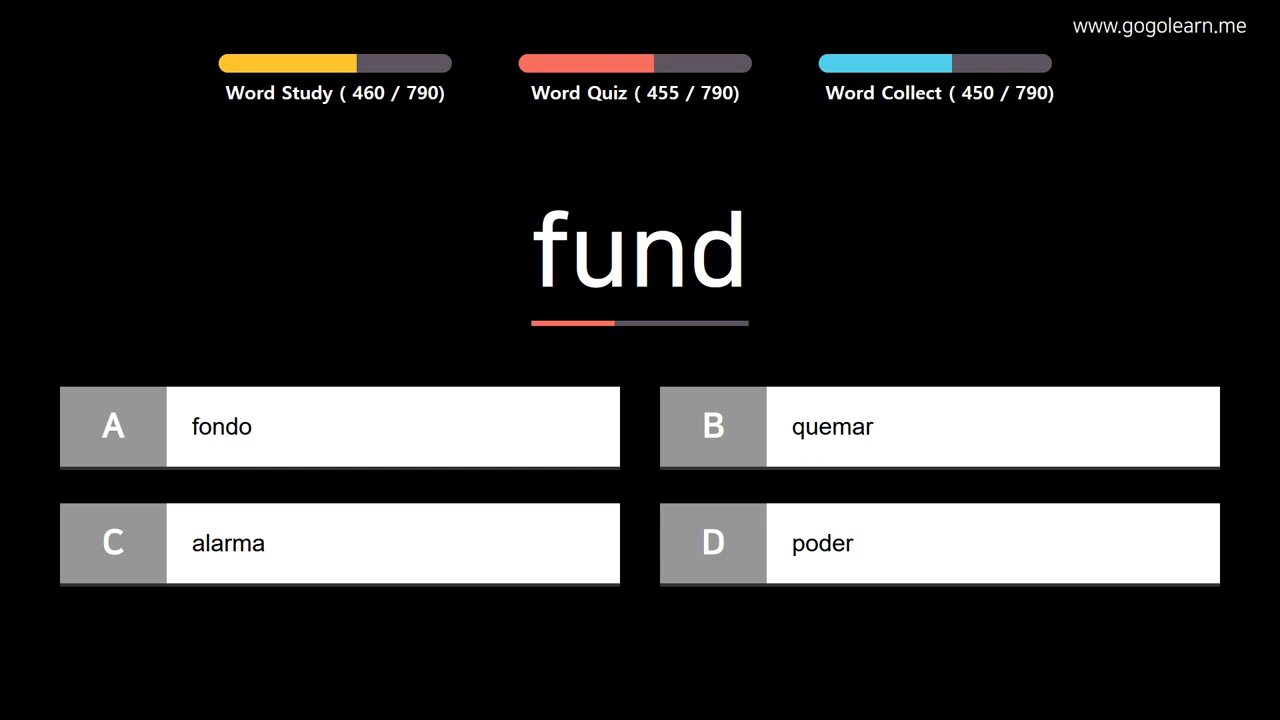 www.gogolearn.me
Word Study ( 460 / 790)
Word Quiz ( 455 / 790)
Word Collect ( 450 / 790)
fund
A fondo
B quemar
C alarma
D poder